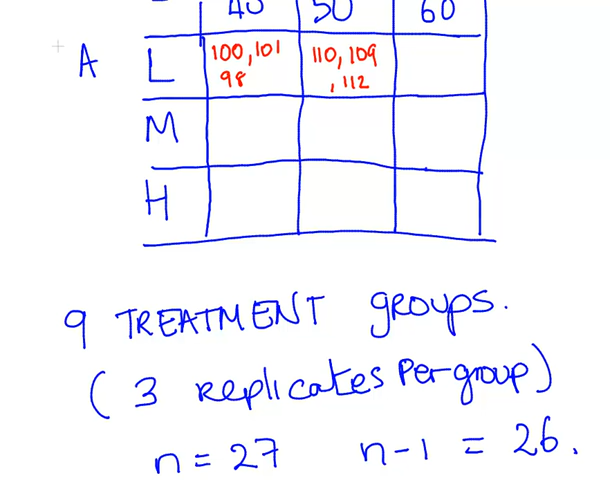 40 50 60
A L 100, 101 110, 109
98 , 112
M
H
9 TREATMENT groups.
( 3 replicates Per group)
n = 27 n-1 = 26.